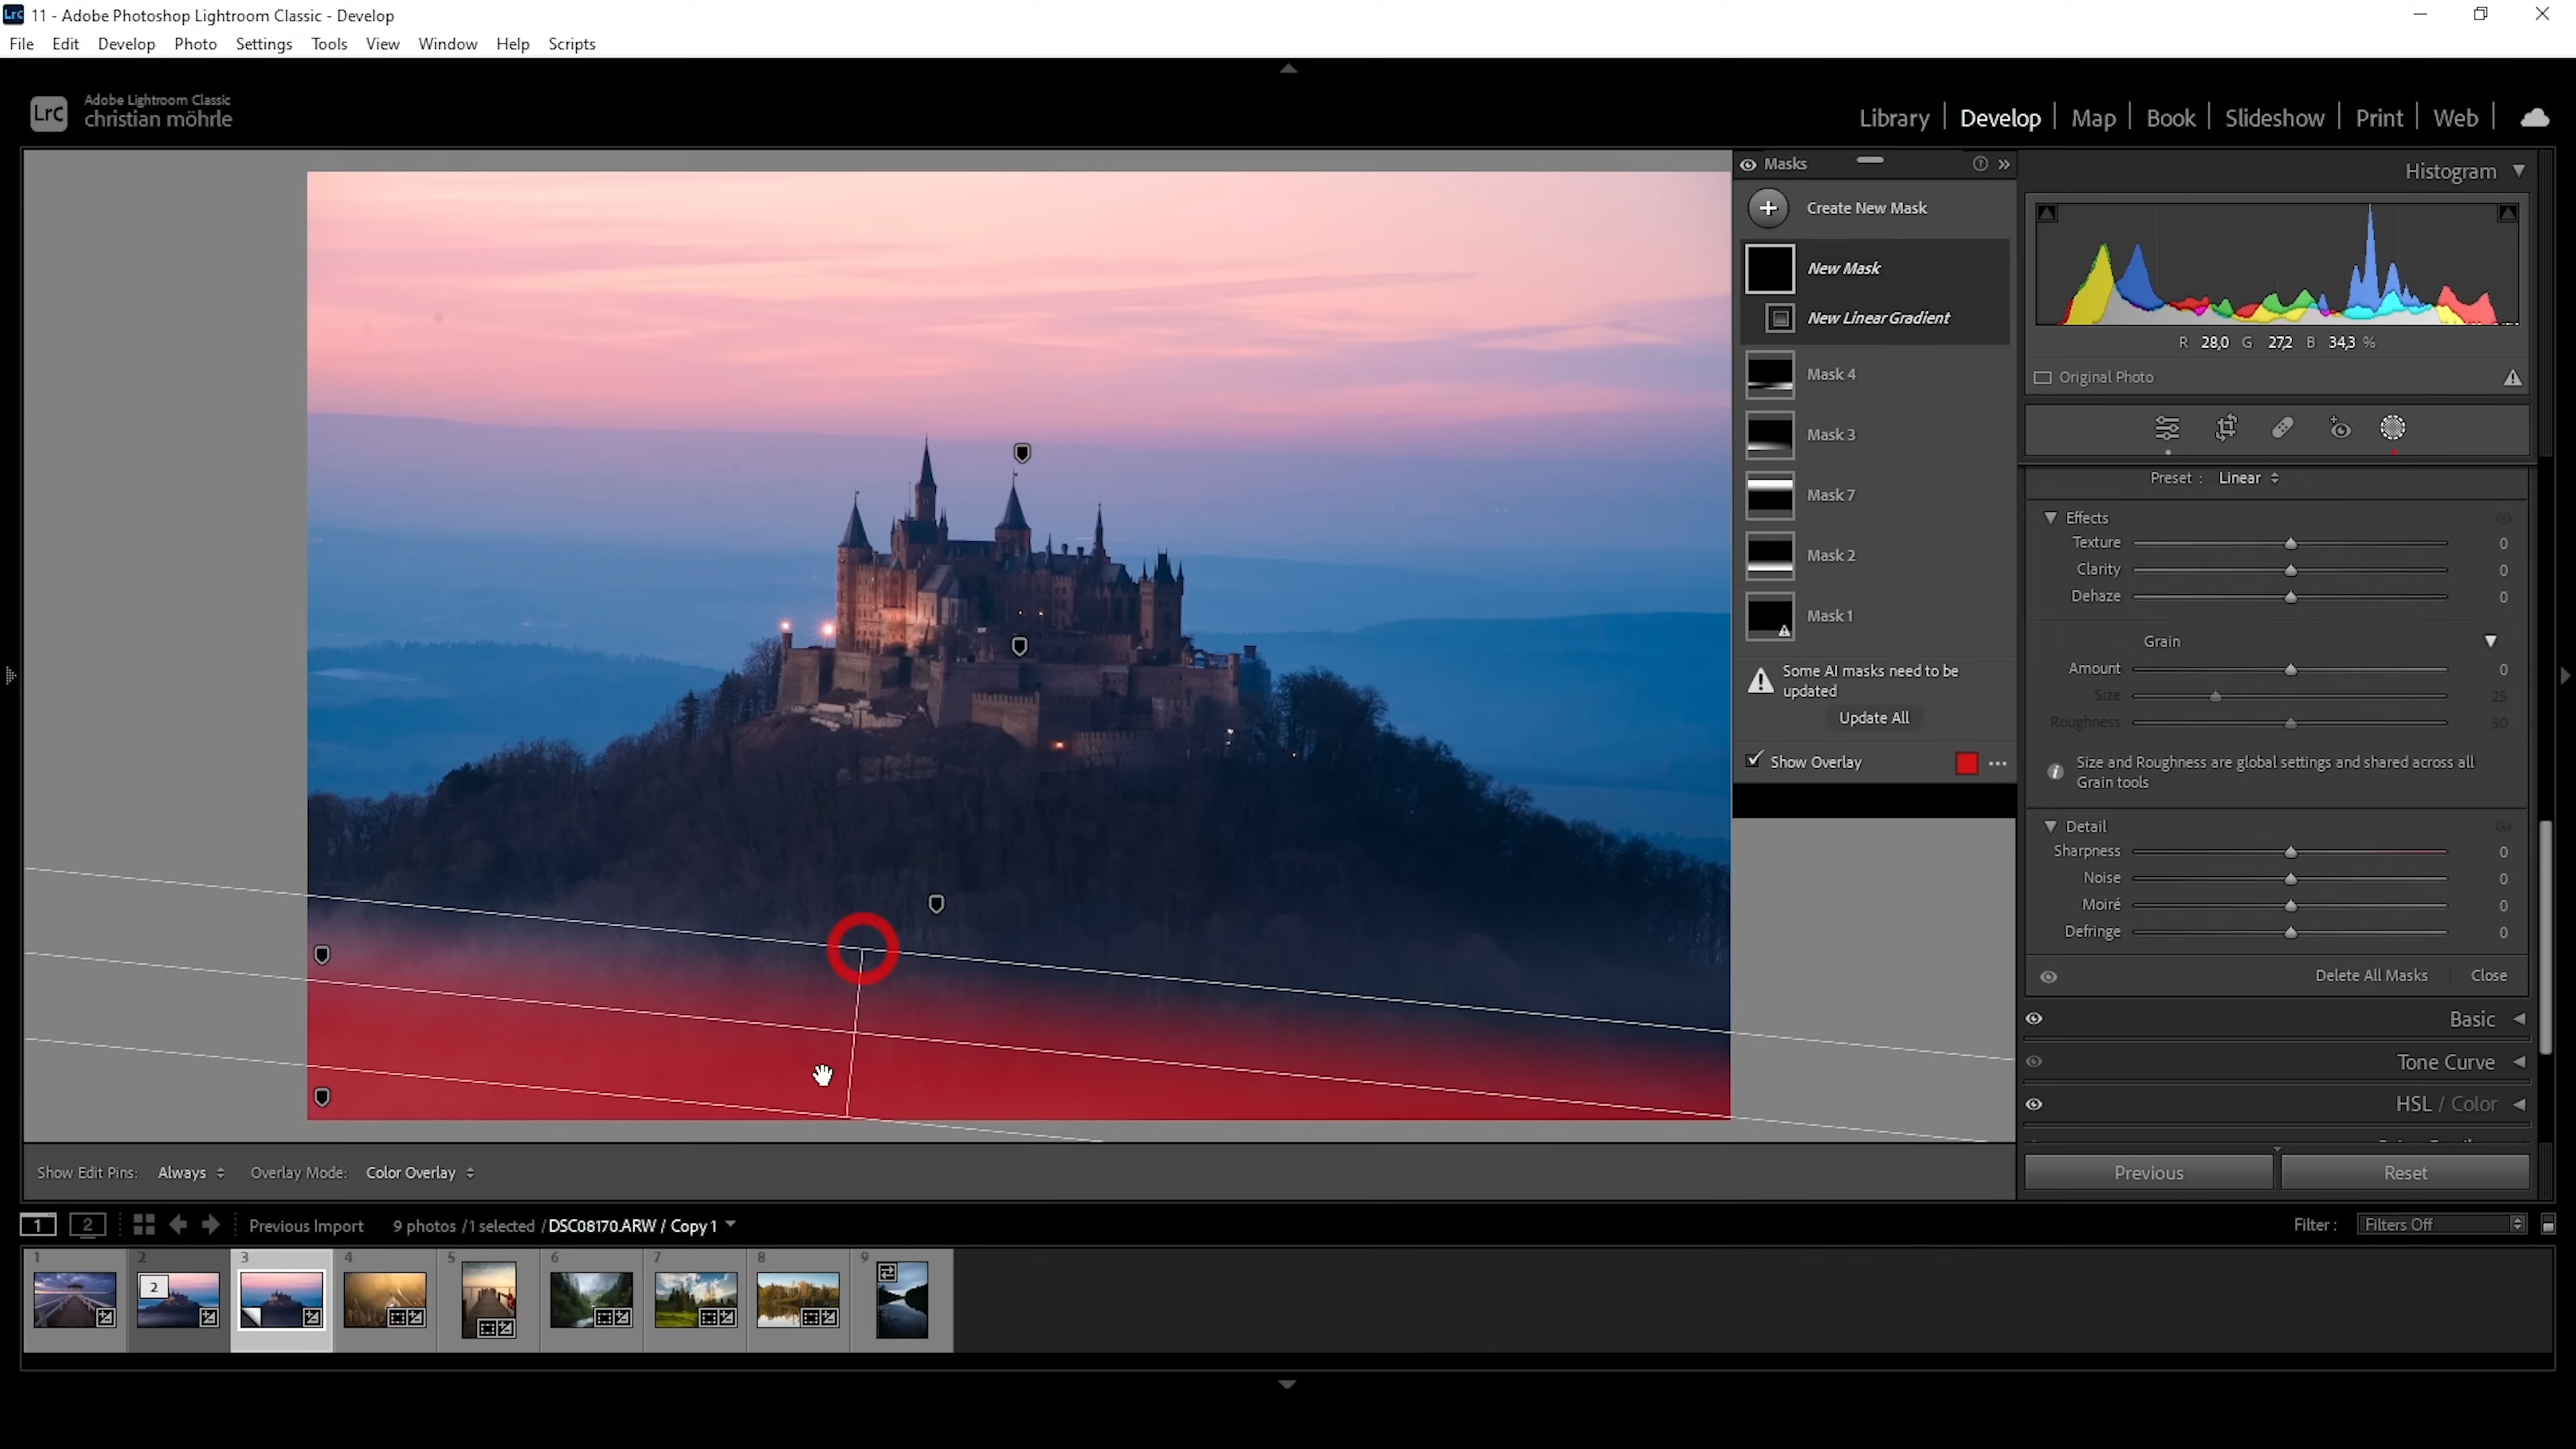 Lrc 11 - Adobe Photoshop Lightroom Classic - Develop
File Edit Develop Photo Settings Tools View Window Help Scripts
Lrc
Adobe Lightroom Classic
christian möhrle
Library Develop Map Book Slideshow Print Web
Masks
Create New Mask
New Mask
New Linear Gradient
Mask 4
Mask 3
Mask 7
Mask 2
Mask 1
Some AI masks need to be
updated
Update All
Show Overlay
Histogram
R 28,0 G 27,2 B 34,3 %
Original Photo
Preset : Linear
Effects
Texture 0
Clarity 0
Dehaze 0
Grain
Amount 0
Size 25
Roughness 50
Size and Roughness are global settings and shared across all
Grain tools
Detail
Sharpness 0
Noise 0
Moiré 0
Defringe 0
Delete All Masks Close
Basic
Tone Curve
HSL / Color
Previous Reset
Show Edit Pins: Always Overlay Mode: Color Overlay
1 2 Previous Import 9 photos /1 selected /DSC08170.ARW / Copy 1
Filter : Filters Off
1 2 3 4 5 6 7 8 9
2